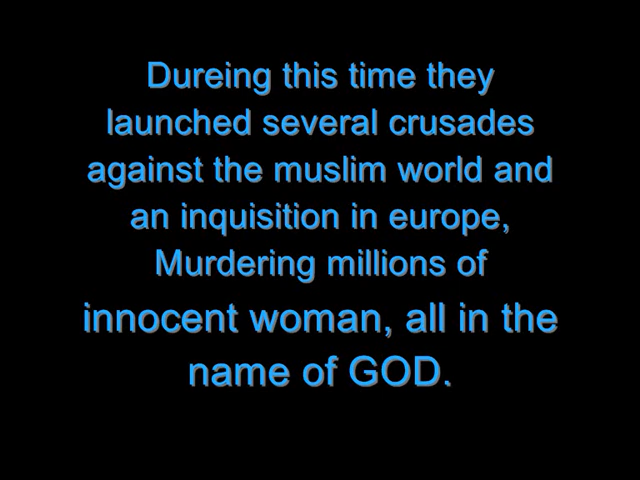 Dureing this time they
launched several crusades
against the muslim world and
an inquisition in europe,
Murdering millions of
innocent woman, all in the
name of GOD.